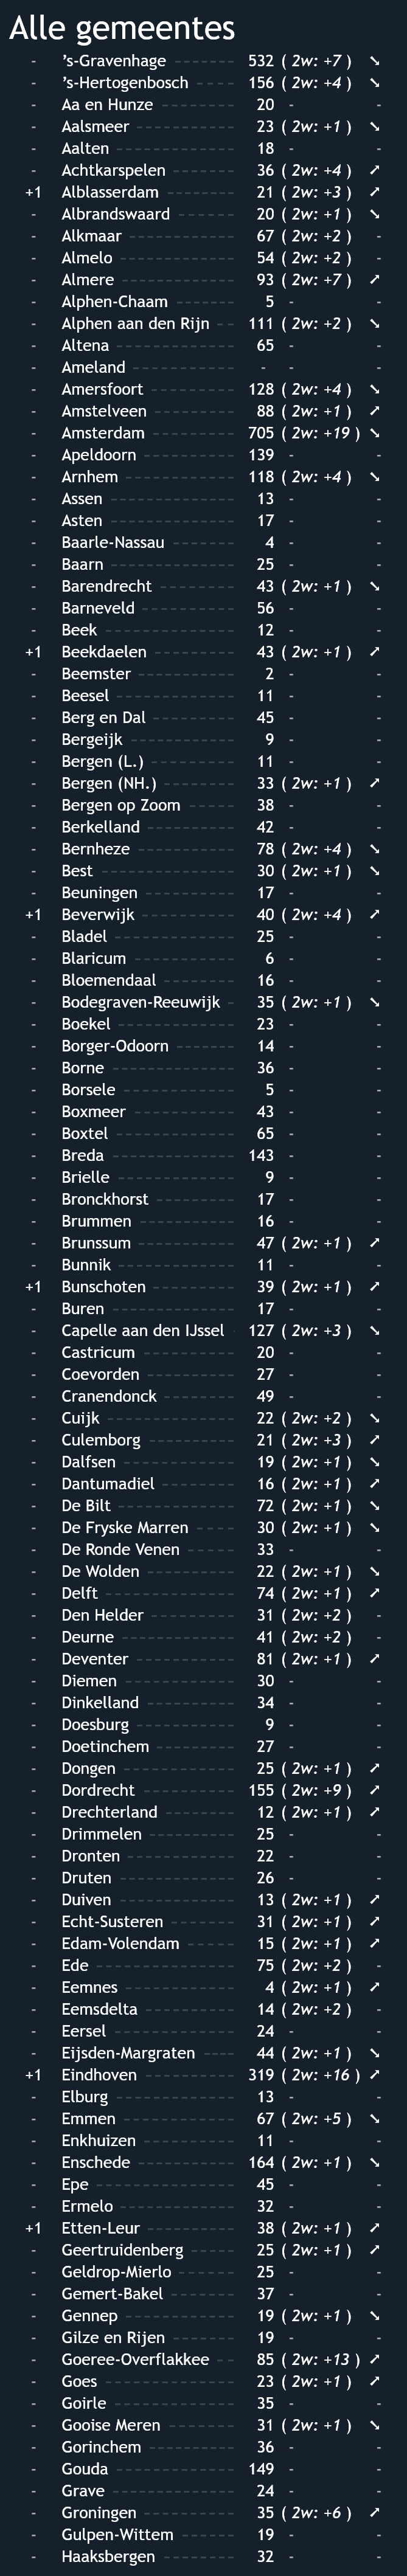 Alle gemeentes
- 's-Gravenhage 532 ( 2w: +7 ) ➘
- 's-Hertogenbosch 156 ( 2w: +4 ) ➘
- Aa en Hunze 20 - -
- Aalsmeer 23 ( 2w: +1 ) ➘
- Aalten 18 - -
- Achtkarspelen 36 ( 2w: +4 ) ➚
+1 Alblasserdam 21 ( 2w: +3 ) ➚
- Albrandswaard 20 ( 2w: +1 ) ➘
- Alkmaar 67 ( 2w: +2 ) -
- Almelo 54 ( 2w: +2 ) -
- Almere 93 ( 2w: +7 ) ➚
- Alphen-Chaam 5 - -
- Alphen aan den Rijn 111 ( 2w: +2 ) ➘
- Altena 65 - -
- Ameland - - -
- Amersfoort 128 ( 2w: +4 ) ➘
- Amstelveen 88 ( 2w: +1 ) ➚
- Amsterdam 705 ( 2w: +19 ) ➘
- Apeldoorn 139 - -
- Arnhem 118 ( 2w: +4 ) ➘
- Assen 13 - -
- Asten 17 - -
- Baarle-Nassau 4 - -
- Baarn 25 - -
- Barendrecht 43 ( 2w: +1 ) ➘
- Barneveld 56 - -
- Beek 12 - -
+1 Beekdaelen 43 ( 2w: +1 ) ➚
- Beemster 2 - -
- Beesel 11 - -
- Berg en Dal 45 - -
- Bergeijk 9 - -
- Bergen (L.) 11 - -
- Bergen (NH.) 33 ( 2w: +1 ) ➚
- Bergen op Zoom 38 - -
- Berkelland 42 - -
- Bernheze 78 ( 2w: +4 ) ➘
- Best 30 ( 2w: +1 ) ➘
- Beuningen 17 - -
+1 Beverwijk 40 ( 2w: +4 ) ➚
- Bladel 25 - -
- Blaricum 6 - -
- Bloemendaal 16 - -
- Bodegraven-Reeuwijk 35 ( 2w: +1 ) ➘
- Boekel 23 - -
- Borger-Odoorn 14 - -
- Borne 36 - -
- Borsele 5 - -
- Boxmeer 43 - -
- Boxtel 65 - -
- Breda 143 - -
- Brielle 9 - -
- Bronckhorst 17 - -
- Brummen 16 - -
- Brunssum 47 ( 2w: +1 ) ➚
- Bunnik 11 - -
+1 Bunschoten 39 ( 2w: +1 ) ➚
- Buren 17 - -
- Capelle aan den IJssel 127 ( 2w: +3 ) ➘
- Castricum 20 - -
- Coevorden 27 - -
- Cranendonck 49 - -
- Cuijk 22 ( 2w: +2 ) ➘
- Culemborg 21 ( 2w: +3 ) ➚
- Dalfsen 19 ( 2w: +1 ) ➘
- Dantumadiel 16 ( 2w: +1 ) ➚
- De Bilt 72 ( 2w: +1 ) ➘
- De Fryske Marren 30 ( 2w: +1 ) ➘
- De Ronde Venen 33 - -
- De Wolden 22 ( 2w: +1 ) ➘
- Delft 74 ( 2w: +1 ) ➚
- Den Helder 31 ( 2w: +2 ) -
- Deurne 41 ( 2w: +2 ) -
- Deventer 81 ( 2w: +1 ) ➚
- Diemen 30 - -
- Dinkelland 34 - -
- Doesburg 9 - -
- Doetinchem 27 - -
- Dongen 25 ( 2w: +1 ) ➚
- Dordrecht 155 ( 2w: +9 ) ➚
- Drechterland 12 ( 2w: +1 ) ➚
- Drimmelen 25 - -
- Dronten 22 - -
- Druten 26 - -
- Duiven 13 ( 2w: +1 ) ➚
- Echt-Susteren 31 ( 2w: +1 ) ➚
- Edam-Volendam 15 ( 2w: +1 ) ➚
- Ede 75 ( 2w: +2 ) -
- Eemnes 4 ( 2w: +1 ) ➚
- Eemsdelta 14 ( 2w: +2 ) -
- Eersel 24 - -
- Eijsden-Margraten 44 ( 2w: +1 ) ➘
+1 Eindhoven 319 ( 2w: +16 ) ➚
- Elburg 13 - -
- Emmen 67 ( 2w: +5 ) ➘
- Enkhuizen 11 - -
- Enschede 164 ( 2w: +1 ) ➘
- Epe 45 - -
- Ermelo 32 - -
+1 Etten-Leur 38 ( 2w: +1 ) ➚
- Geertruidenberg 25 ( 2w: +1 ) ➚
- Geldrop-Mierlo 25 - -
- Gemert-Bakel 37 - -
- Gennep 19 ( 2w: +1 ) ➘
- Gilze en Rijen 19 - -
- Goeree-Overflakkee 85 ( 2w: +13 ) ➚
- Goes 23 ( 2w: +1 ) ➚
- Goirle 35 - -
- Gooise Meren 31 ( 2w: +1 ) ➘
- Gorinchem 36 - -
- Gouda 149 - -
- Grave 24 - -
- Groningen 35 ( 2w: +6 ) ➚
- Gulpen-Wittem 19 - -
- Haaksbergen 32 - -